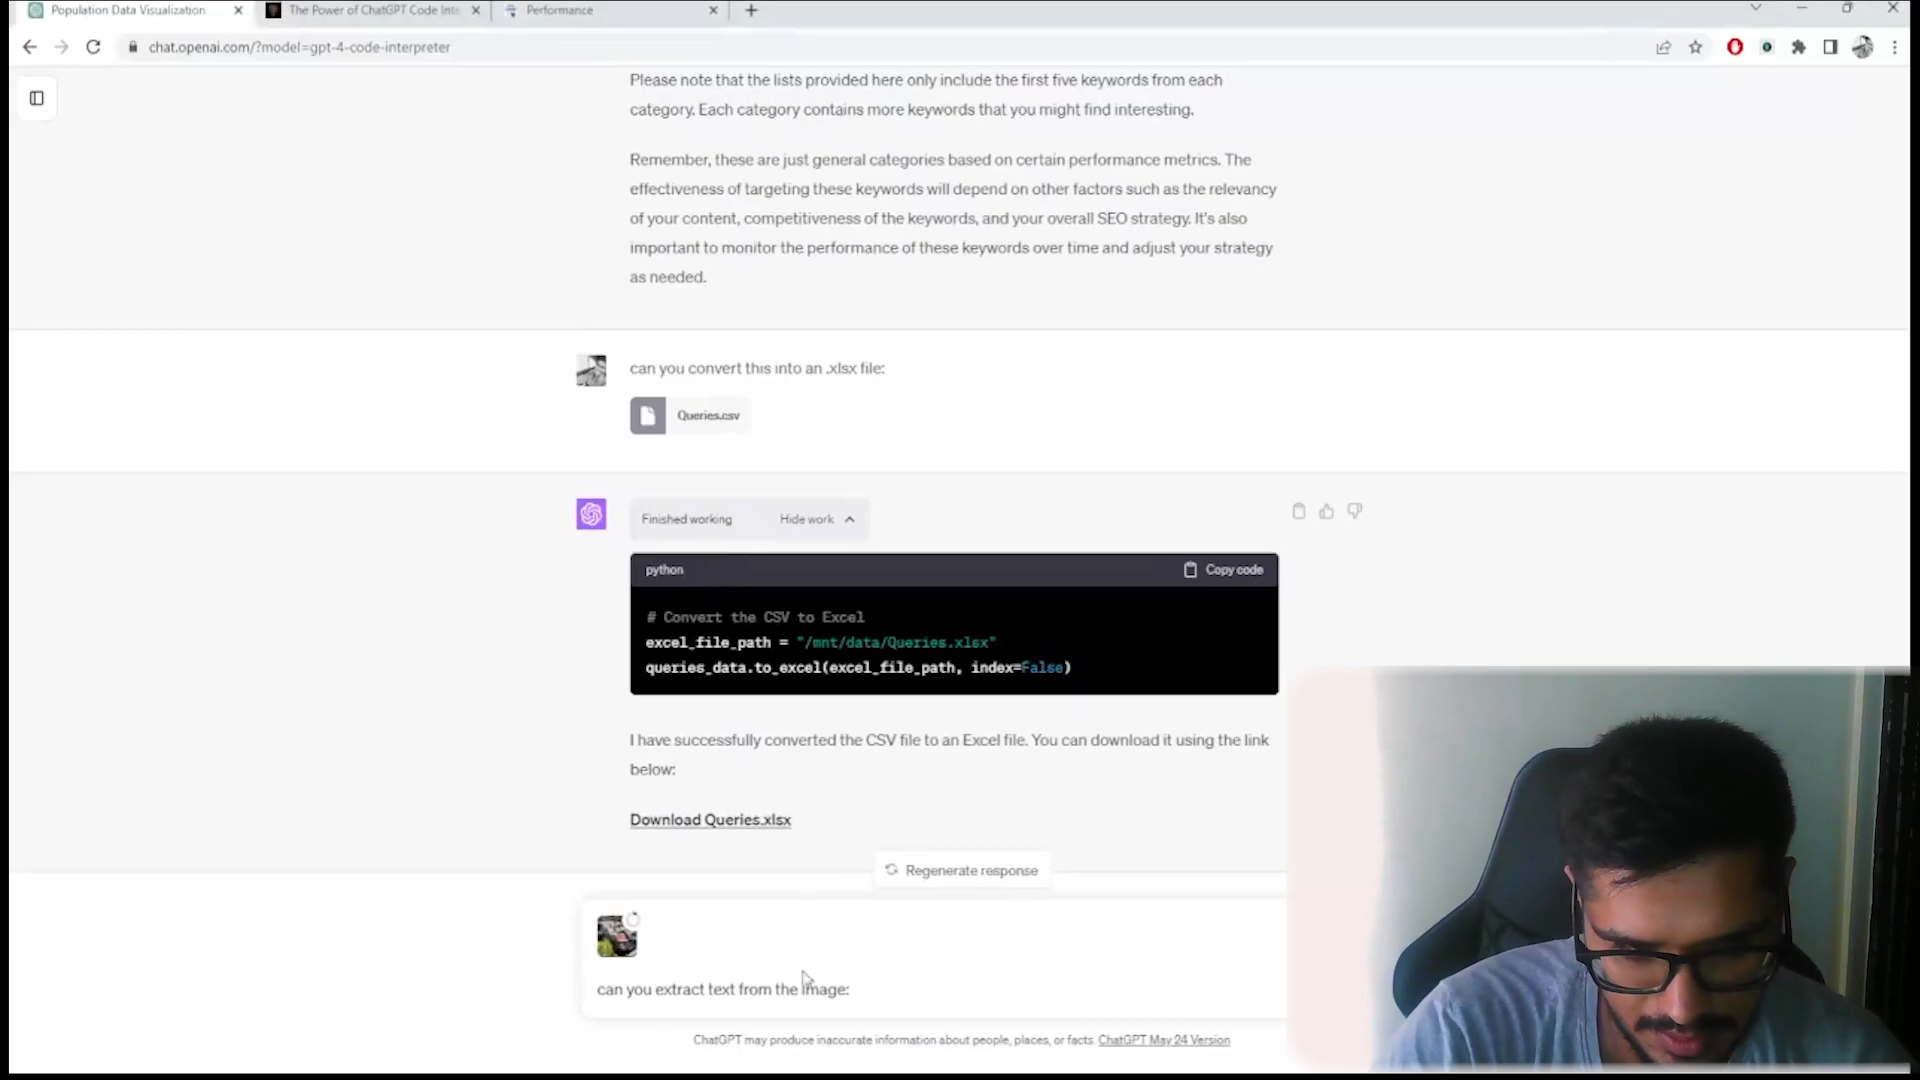 Population Data Visualization
The Power of ChatGPT Code Inte
Performance
chat.openai.com/?model=gpt-4-code-interpreter
Please note that the lists provided here only include the first five keywords from each
category. Each category contains more keywords that you might find interesting.
Remember, these are just general categories based on certain performance metrics. The
effectiveness of targeting these keywords will depend on other factors such as the relevancy
of your content, competitiveness of the keywords, and your overall SEO strategy. It's also
important to monitor the performance of these keywords over time and adjust your strategy
as needed.
can you convert this into an .xlsx file:
Queries.csv
Finished working Hide work
python Copy code
# Convert the CSV to Excel
excel_file_path = "/mnt/data/Queries.xlsx"
queries_data.to_excel(excel_file_path, index=False)
I have successfully converted the CSV file to an Excel file. You can download it using the link
below:
Download Queries.xlsx
Regenerate response
can you extract text from the image:
ChatGPT may produce inaccurate information about people, places, or facts. ChatGPT May 24 Version